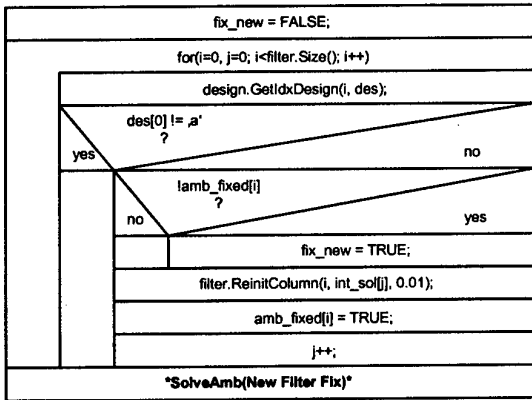 fix_new = FALSE;
for(i=0, j=0; i<filter.Size(); i++)
design.GetIdxDesign(i, des);
des[0] != ‚a'
?
yes
no
!amb_fixed[i]
?
no
yes
fix_new = TRUE;
filter.ReinitColumn(i, int_sol[j], 0.01);
amb_fixed[i] = TRUE;
j++;
*SolveAmb(New Filter Fix)*